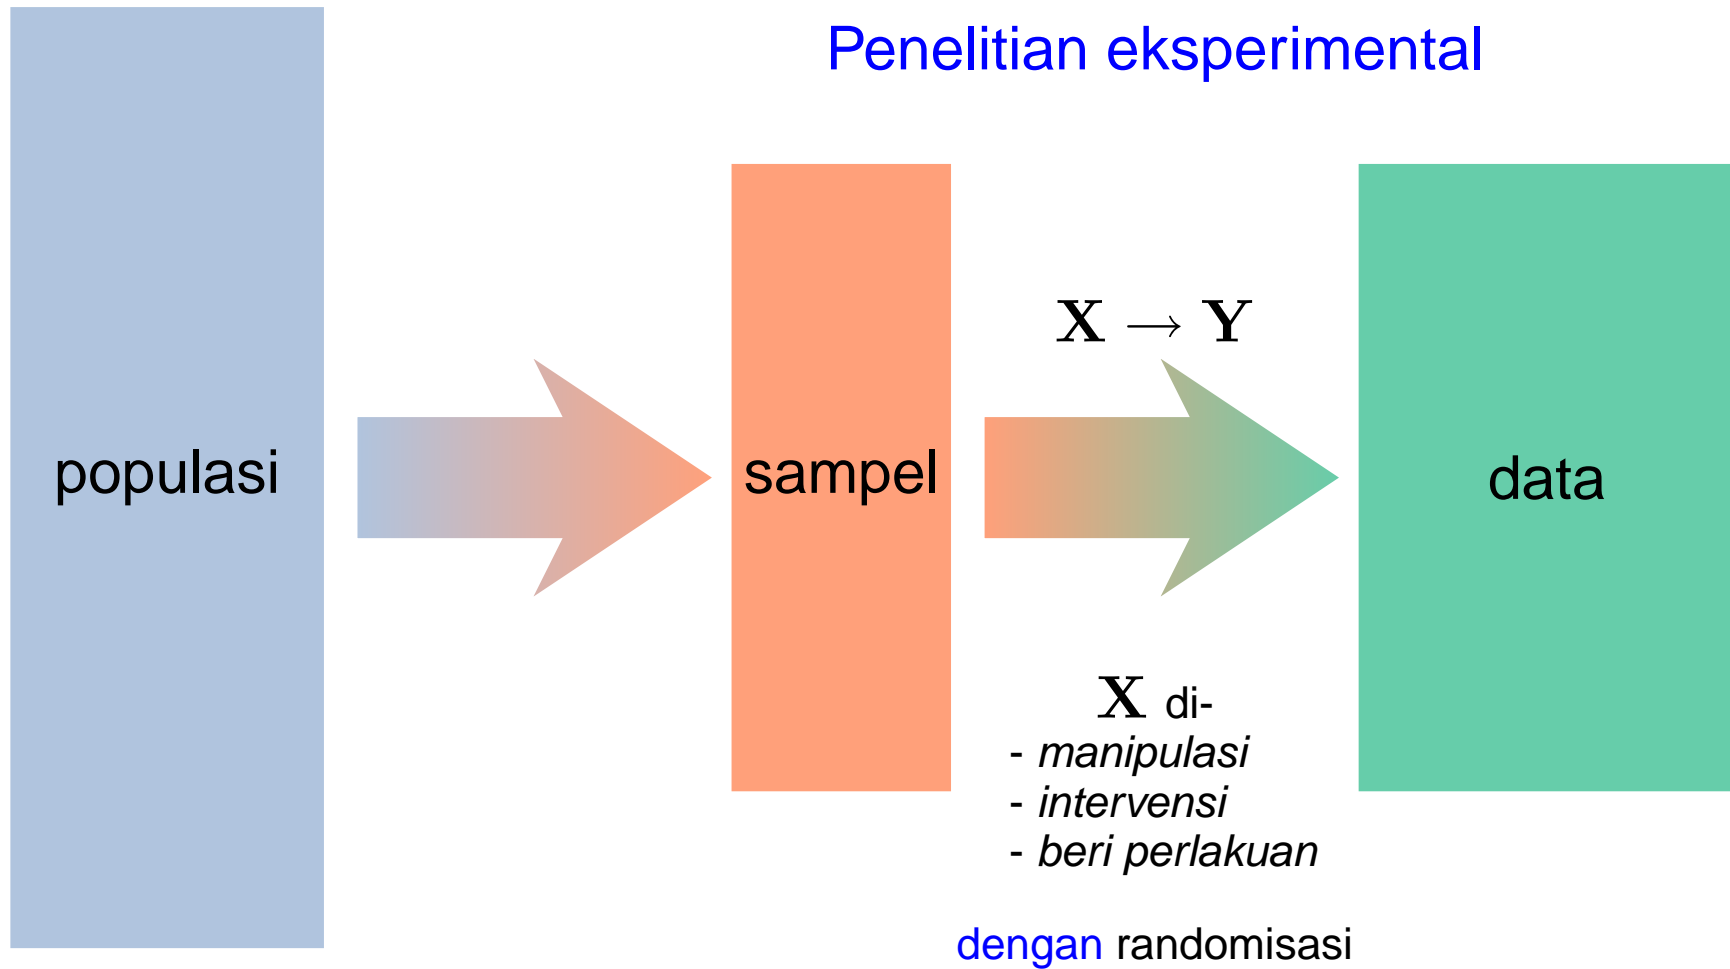 Penelitian eksperimental
populasi
sampel
X → Y
data
X di-
- manipulasi
- intervensi
- beri perlakuan
dengan randomisasi